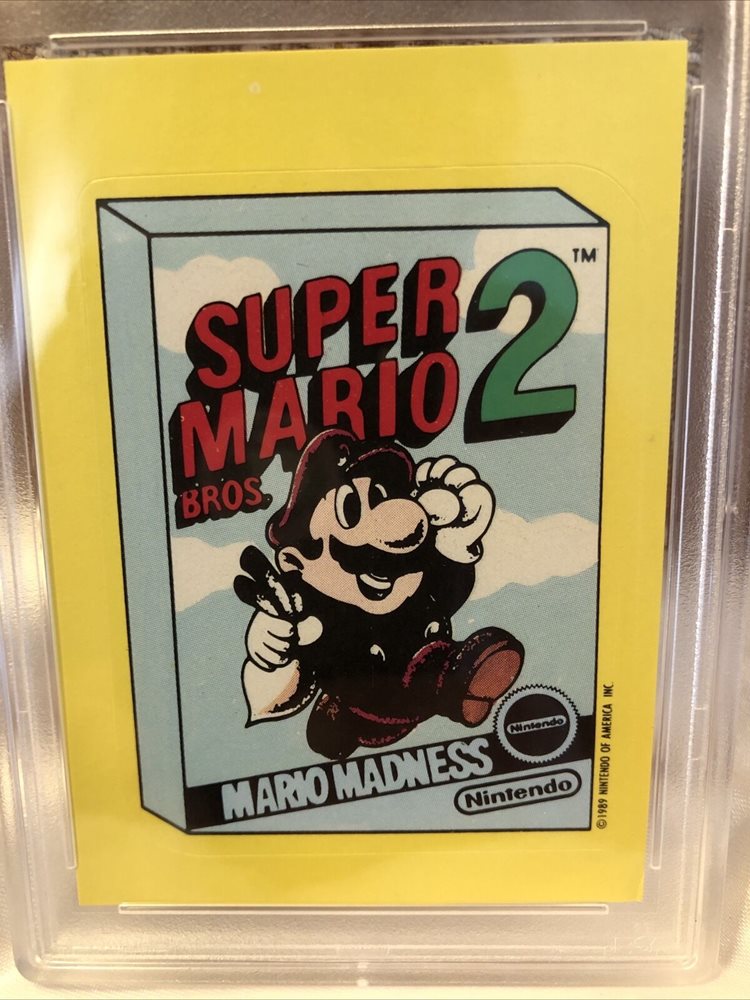 SUPER
MARIO
BROS.
2
TM
MARIO MADNESS
Nintendo
Nintendo
©1989 NINTENDO OF AMERICA INC.